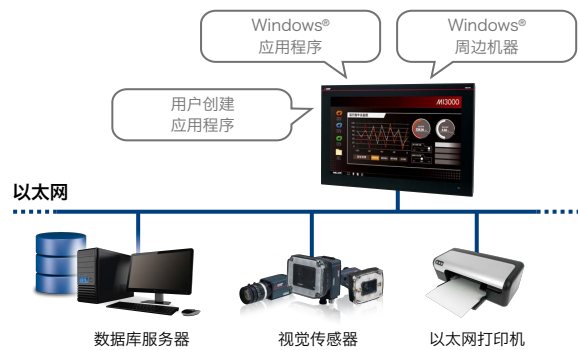 Windows®
应用程序
Windows®
周边机器
用户创建
应用程序
MI3000
以太网
数据库服务器
视觉传感器
以太网打印机